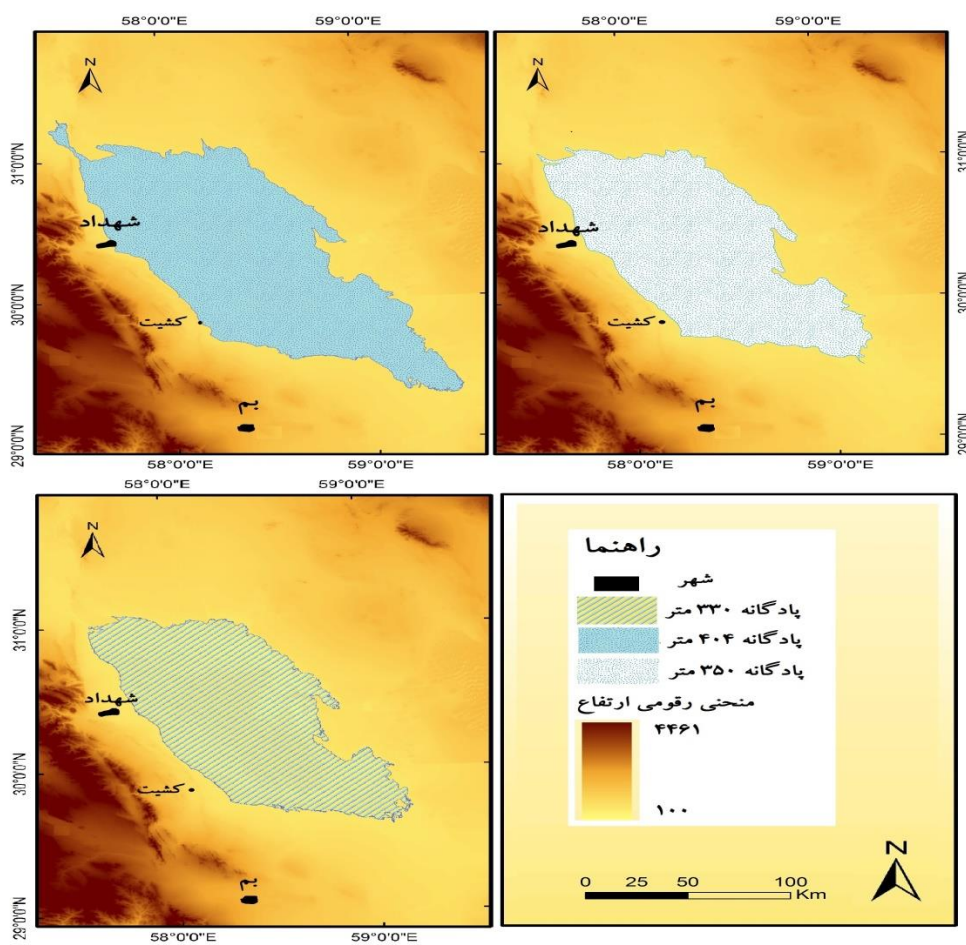 58°0'0"E 59°0'0"E
58°0'0"E 59°0'0"E
N
31°0'0"N
30°0'0"N
29°0'0"N
شهداد
کشیت
بم
58°0'0"E 59°0'0"E
N
31°0'0"N
30°0'0"N
29°0'0"N
شهداد
کشیت
بم
58°0'0"E 59°0'0"E
58°0'0"E 59°0'0"E
N
31°0'0"N
30°0'0"N
29°0'0"N
شهداد
کشیت
بم
58°0'0"E 59°0'0"E
راهنما
شهر
پادگانه ۳۳۰ متر
پادگانه ۴۰۴ متر
پادگانه ۳۵۰ متر
منحنی رقومی ارتفاع
۴۴۶۱
۱۰۰
N
0 25 50 100
Km